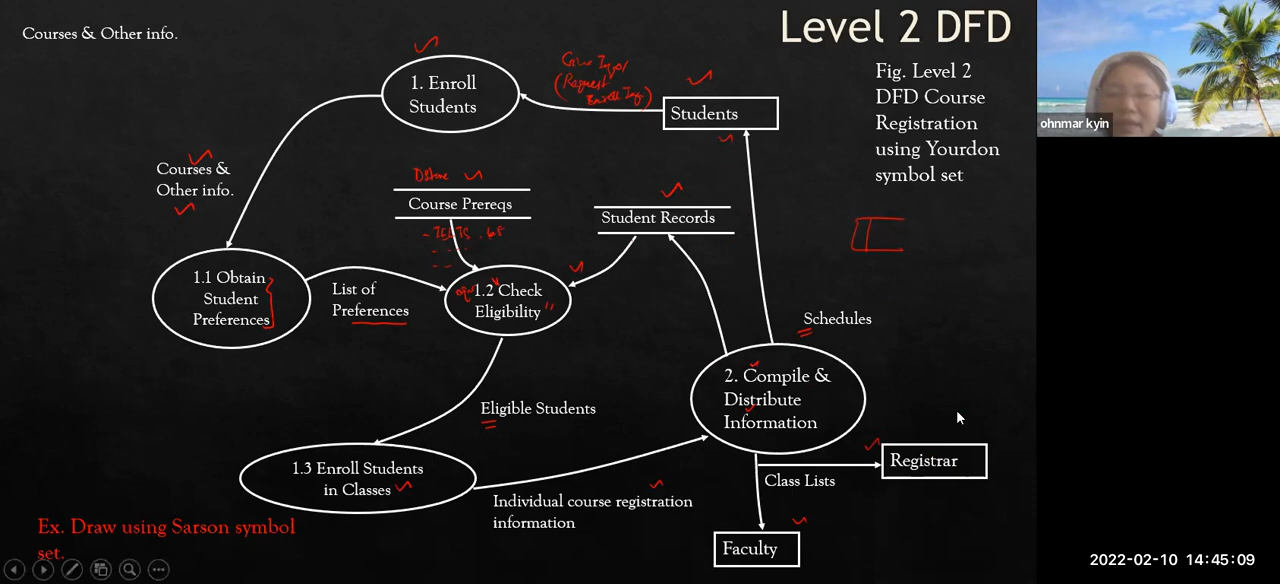 Courses & Other info.
Level 2 DFD
Fig. Level 2
DFD Course
Registration
using Yourdon
symbol set
ohnmar kyin
1. Enroll
Students
Students
Courses &
Other info.
Course Prereqs
Student Records
1.1 Obtain
Student
Preferences
List of
Preferences
1.2 Check
Eligibility
Schedules
2. Compile &
Distribute
Information
Eligible Students
1.3 Enroll Students
in Classes
Individual course registration
information
Class Lists
Registrar
Faculty
Ex. Draw using Sarson symbol
set.
2022-02-10 14:45:09